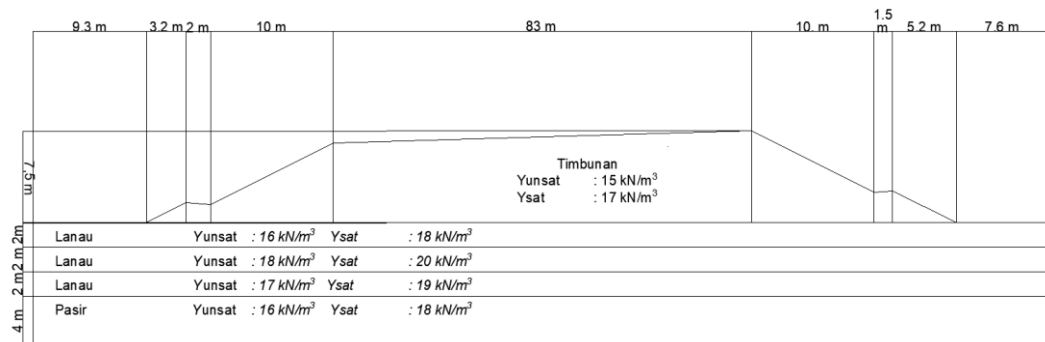 9.3 m 3.2 m 2 m 10 m 83 m 10. m 1.5 m 5.2 m 7.6 m
7.5 m
Timbunan
Yunsat : 15 kN/m³
Ysat : 17 kN/m³
2m Lanau Yunsat : 16 kN/m³ Ysat : 18 kN/m³
2 m Lanau Yunsat : 18 kN/m³ Ysat : 20 kN/m³
2 m Lanau Yunsat : 17 kN/m³ Ysat : 19 kN/m³
4 m Pasir Yunsat : 16 kN/m³ Ysat : 18 kN/m³